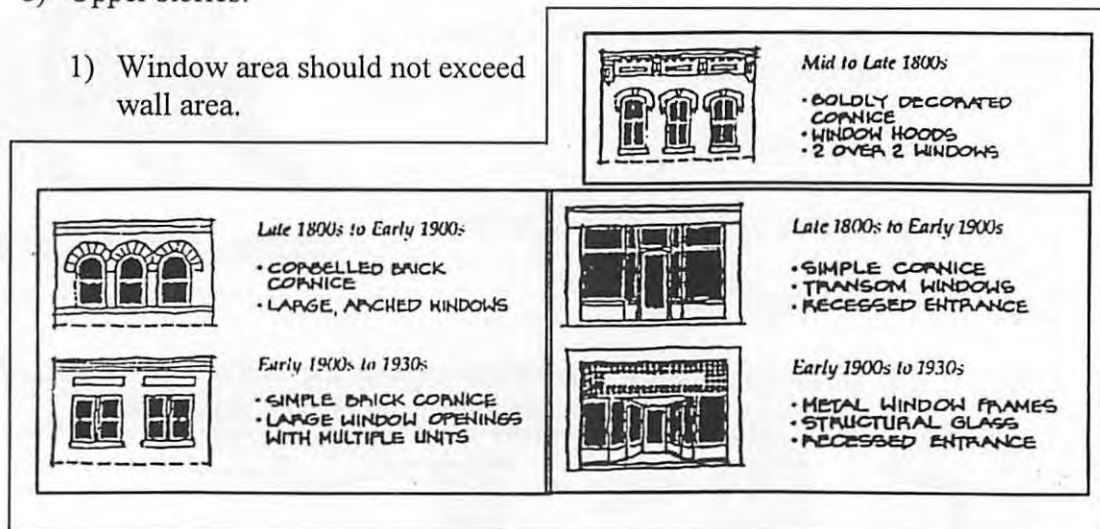 Upper Stories:
1) Window area should not exceed
wall area.
Mid to Late 1800s
• BOLDLY DECORATED
CORNICE
• WINDOW HOODS
• 2 OVER 2 WINDOWS
Late 1800s to Early 1900s
• CORBELLED BRICK
CORNICE
• LARGE, ARCHED WINDOWS
Early 1900s to 1930s
• SIMPLE BRICK CORNICE
• LARGE WINDOW OPENINGS
WITH MULTIPLE UNITS
Late 1800s to Early 1900s
• SIMPLE CORNICE
• TRANSOM WINDOWS
• RECESSED ENTRANCE
Early 1900s to 1930s
• METAL WINDOW FRAMES
• STRUCTURAL GLASS
• RECESSED ENTRANCE